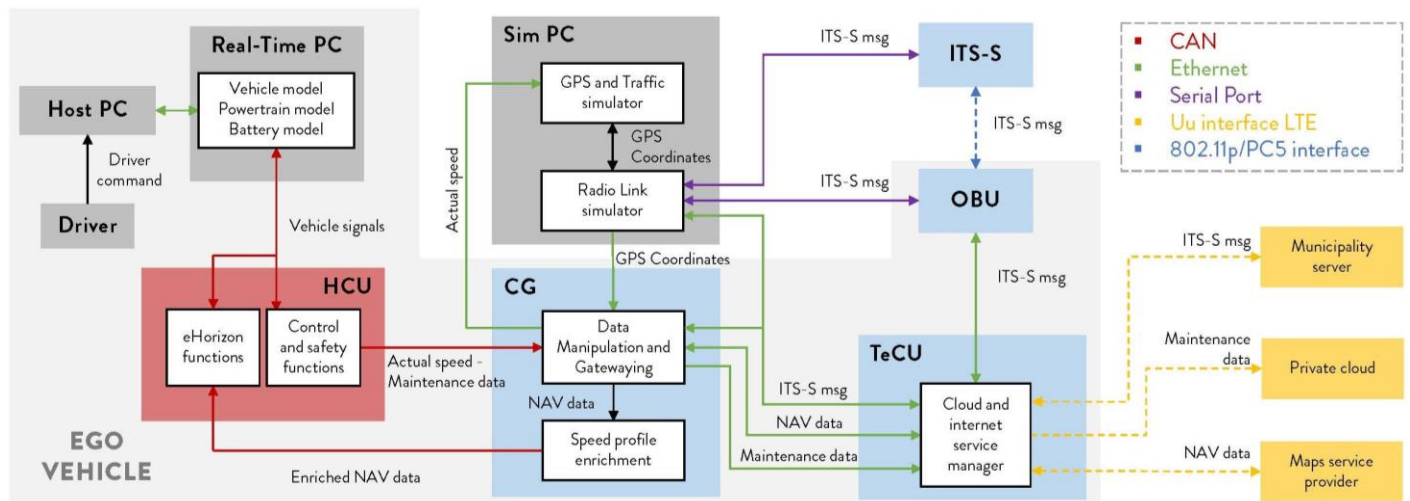 Real-Time PC
Vehicle model
Powertrain model
Battery model
Host PC
Driver
command
Driver
Vehicle signals
Sim PC
GPS and Traffic
simulator
GPS
Coordinates
Radio Link
simulator
Actual speed
GPS Coordinates
ITS-S msg
ITS-S
ITS-S msg
ITS-S msg
OBU
ITS-S msg
CAN
Ethernet
Serial Port
Uu interface LTE
802.11p/PC5 interface
HCU
eHorizon
functions
Control
and safety
functions
Actual speed -
Maintenance data
CG
Data
Manipulation and
Gatewaying
NAV data
Speed profile
enrichment
Enriched NAV data
EGO
VEHICLE
ITS-S msg
NAV data
Maintenance data
TeCU
Cloud and
internet
service
manager
ITS-S msg
Municipality
server
Maintenance
data
Private cloud
NAV data
Maps service
provider